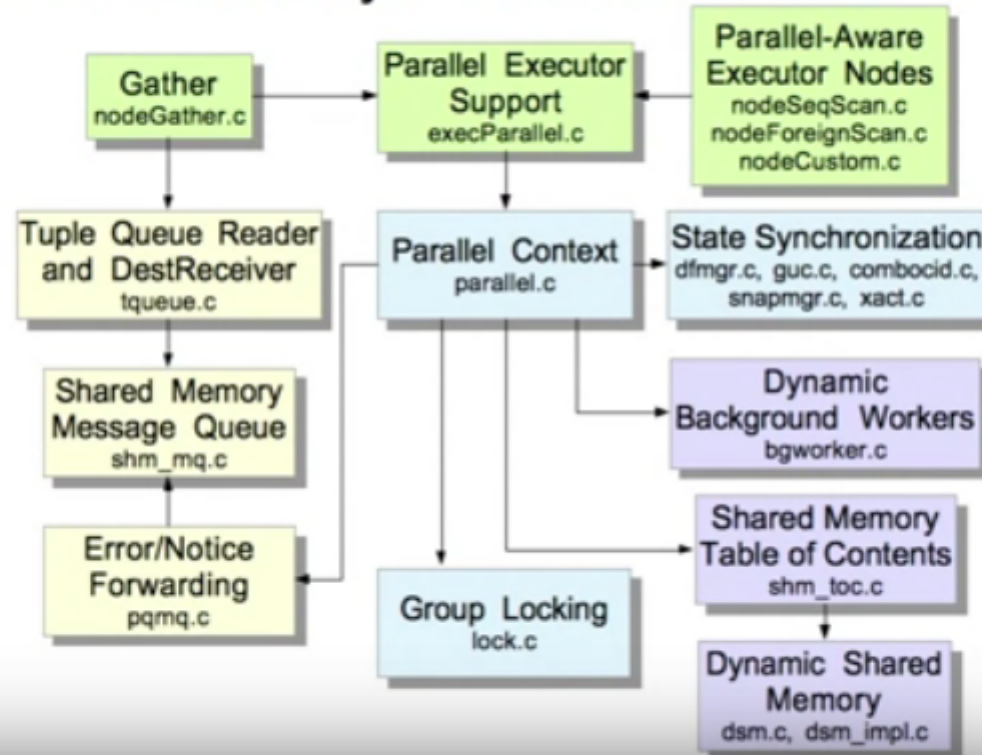 Gather
nodeGather.c
Parallel Executor
Support
execParallel.c
Parallel-Aware
Executor Nodes
nodeSeqScan.c
nodeForeignScan.c
nodeCustom.c
Tuple Queue Reader
and DestReceiver
tqueue.c
Parallel Context
parallel.c
State Synchronization
dfmgr.c, guc.c, combocid.c,
snapmgr.c, xact.c
Shared Memory
Message Queue
shm_mq.c
Dynamic
Background Workers
bgworker.c
Error/Notice
Forwarding
pqmq.c
Group Locking
lock.c
Shared Memory
Table of Contents
shm_toc.c
Dynamic Shared
Memory
dsm.c, dsm_impl.c